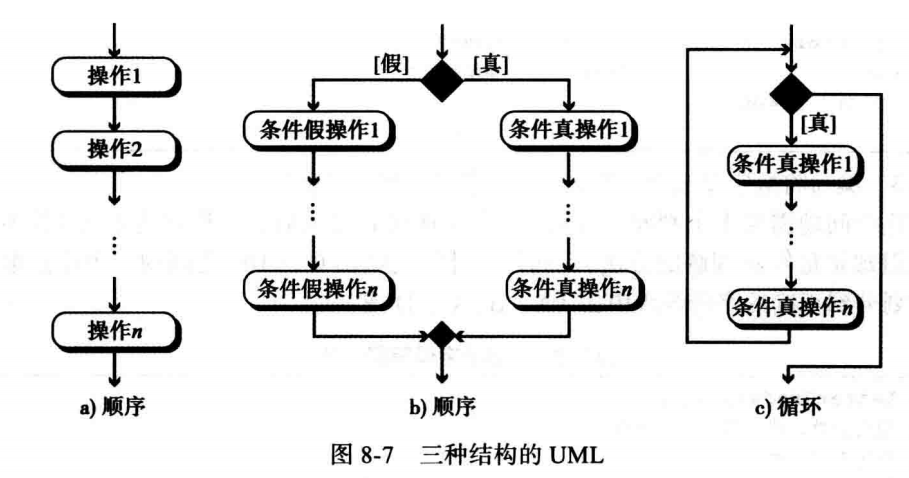 操作1
操作2
⋮
操作n
a) 顺序
[假]
[真]
条件假操作1
条件真操作1
⋮
⋮
条件假操作n
条件真操作n
b) 顺序
[真]
条件真操作1
⋮
条件真操作n
c) 循环
图 8-7 三种结构的 UML